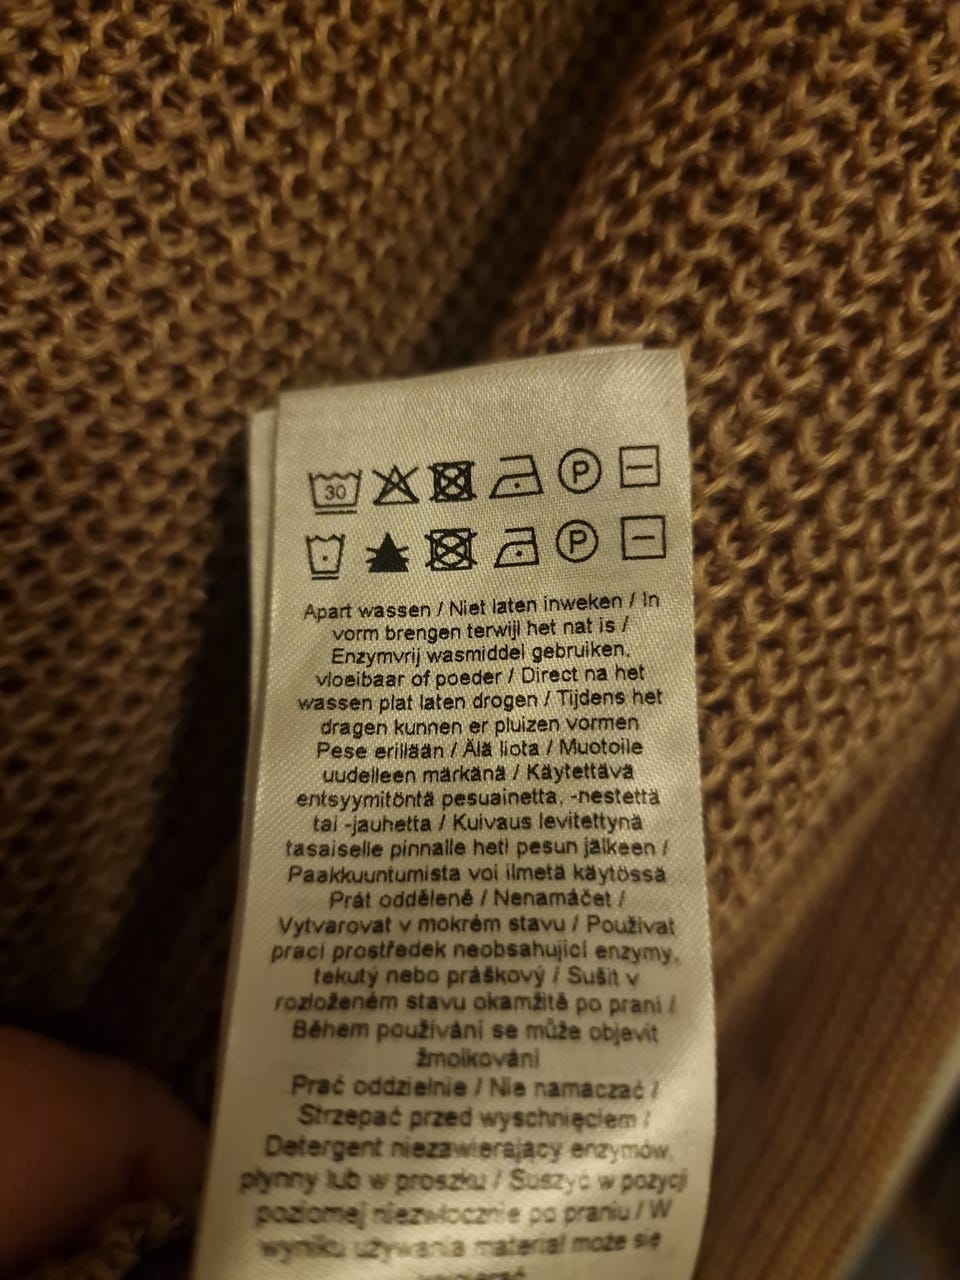 30 P
P
Apart wassen / Niet laten inweken / In
vorm brengen terwijl het nat is /
Enzymvrij wasmiddel gebruiken,
vloeibaar of poeder / Direct na het
wassen plat laten drogen / Tijdens het
dragen kunnen er pluizen vormen
Pese erillään / Älä liota / Muotoile
uudelleen märkänä / Käytettävä
entsyymitöntä pesuainetta, -nestettä
tai -jauhetta / Kuivaus levitettynä
tasaiselle pinnalle heti pesun jälkeen /
Paakkuuntumista voi ilmetä käytössä
Prát odděleně / Nenamáčet /
Vytvarovat v mokrém stavu / Používat
prací prostředek neobsahující enzymy,
tekutý nebo práškový / Sušit v
rozloženém stavu okamžitě po praní /
Během používání se může objevit
žmolkování
Prać oddzielnie / Nie namaczać /
Strzepać przed wyschnięciem /
Detergent niezawierający enzymów,
płynny lub w proszku / Suszyć w pozycji
poziomej niezwłocznie po praniu / W
wyniku używania materiał może się